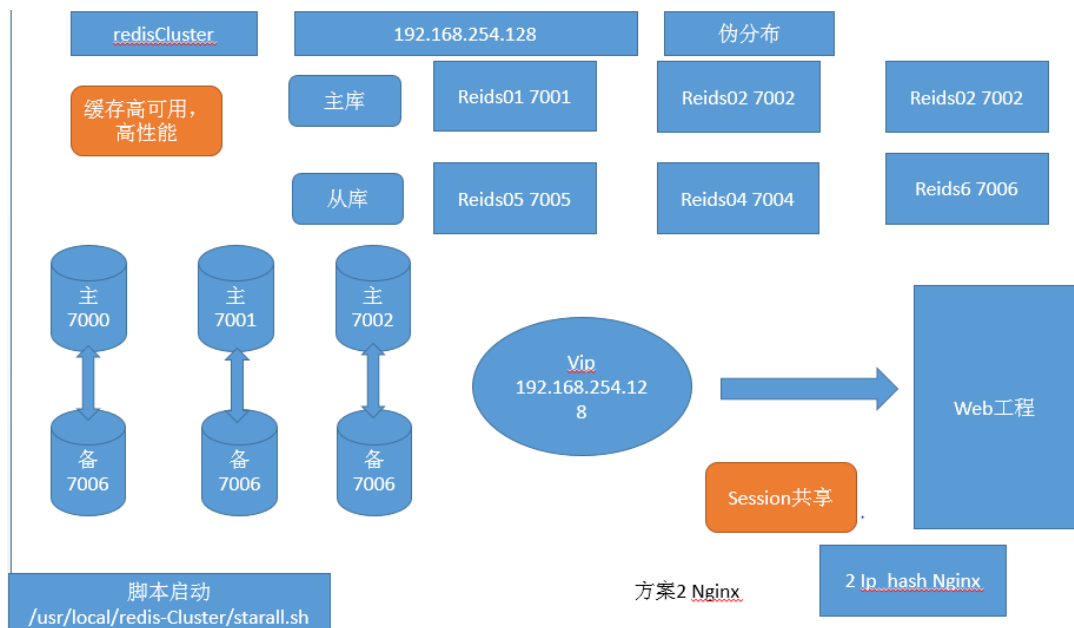 redisCluster
192.168.254.128
伪分布
缓存高可用，
高性能
主库
Reids01 7001
Reids02 7002
Reids02 7002
从库
Reids05 7005
Reids04 7004
Reids6 7006
主
7000
主
7001
主
7002
备
7006
备
7006
备
7006
Vip
192.168.254.12
8
Web工程
Session共享
脚本启动
/usr/local/redis-Cluster/starall.sh
方案2 Nginx
2 Ip_hash Nginx